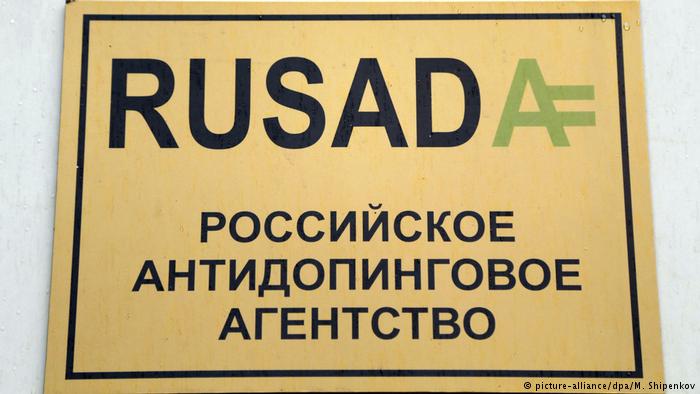 RUSADA
РОССИЙСКОЕ
АНТИДОПИНГОВОЕ
АГЕНТСТВО
© picture-alliance/dpa/M. Shipenkov